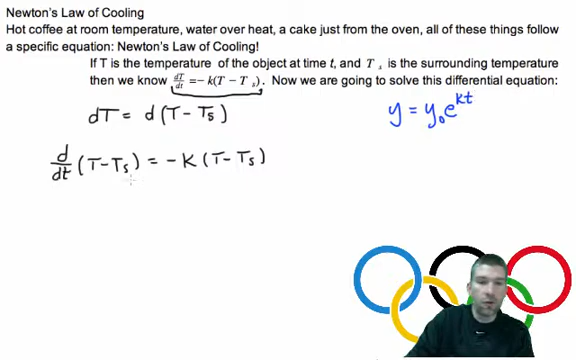 Newton's Law of Cooling
Hot coffee at room temperature, water over heat, a cake just from the oven, all of these things follow
a specific equation: Newton's Law of Cooling!
If T is the temperature of the object at time t, and T s is the surrounding temperature
then we know dT/dt = -k(T - T s). Now we are going to solve this differential equation:
dT = d(T - Ts)
y = y₀e^kt
d/dt (T - Ts) = -K (T - Ts)